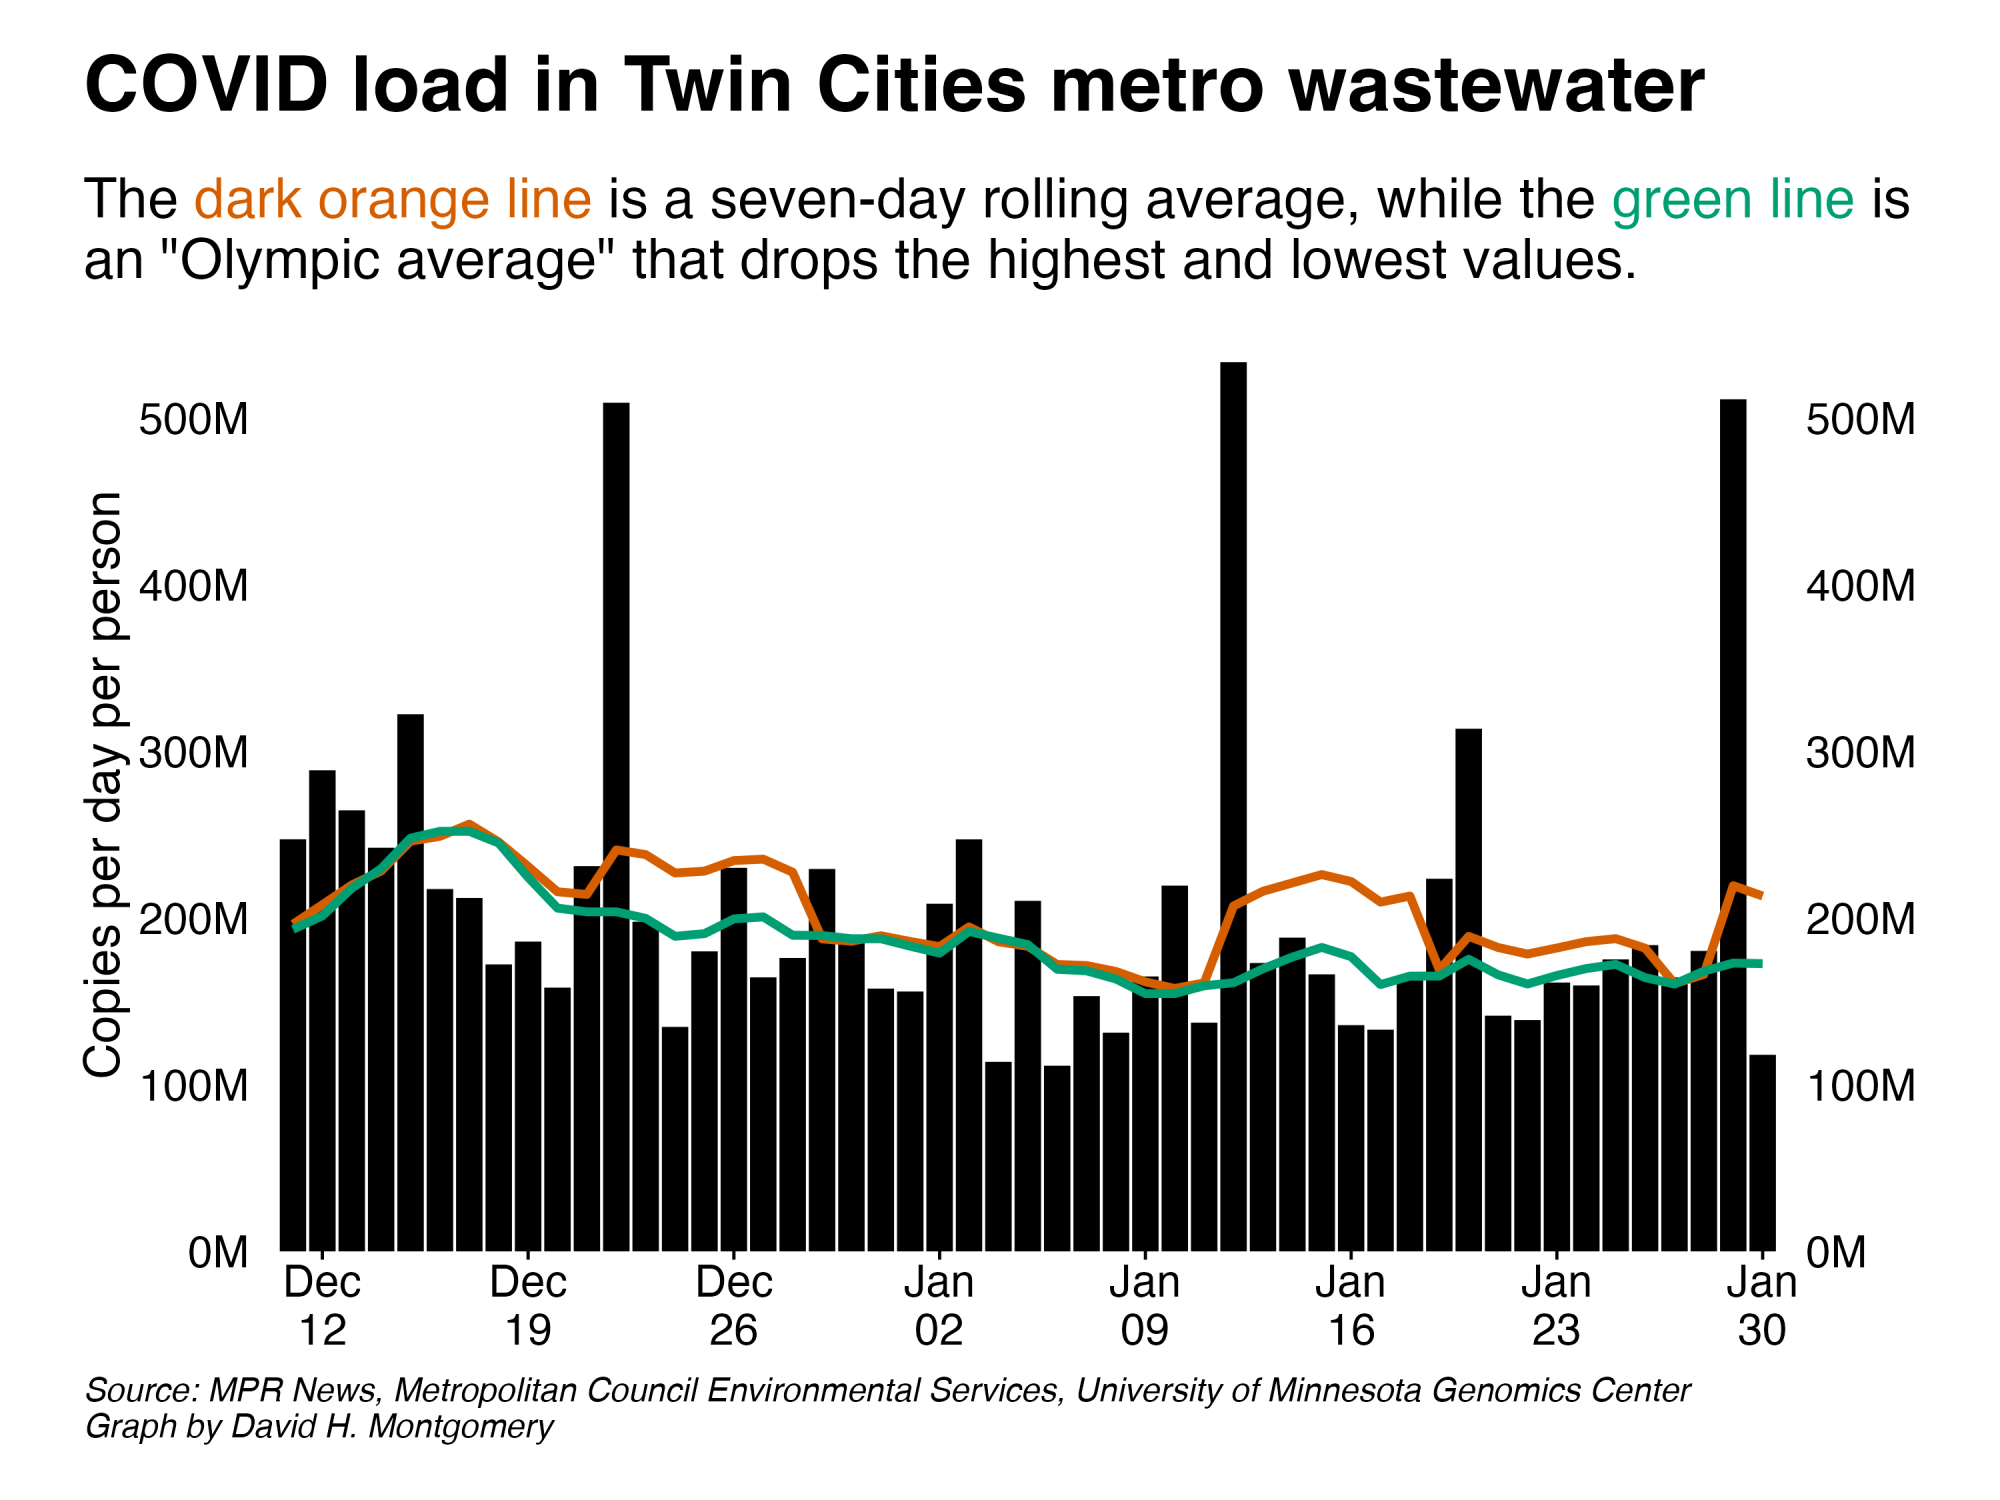 COVID load in Twin Cities metro wastewater
The dark orange line is a seven-day rolling average, while the green line is
an "Olympic average" that drops the highest and lowest values.
Copies per day per person
500M
400M
300M
200M
100M
0M
500M
400M
300M
200M
100M
0M
Dec
12
Dec
19
Dec
26
Jan
02
Jan
09
Jan
16
Jan
23
Jan
30
Source: MPR News, Metropolitan Council Environmental Services, University of Minnesota Genomics Center
Graph by David H. Montgomery